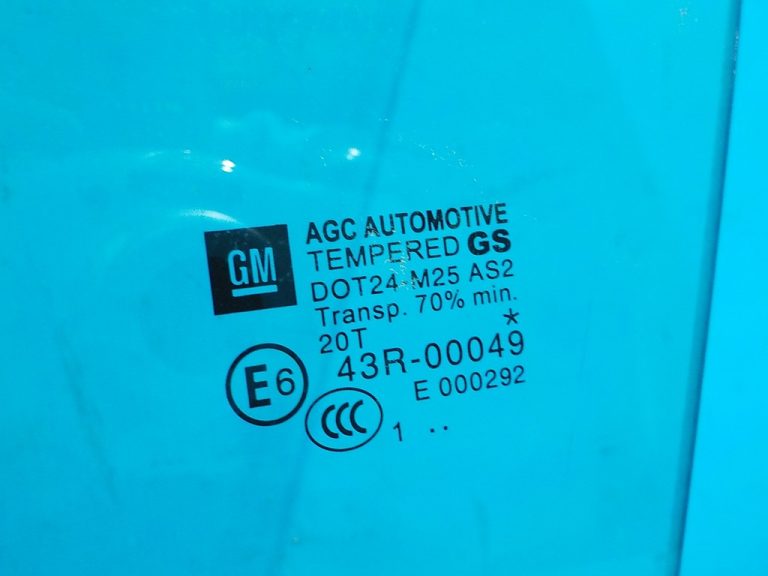 GM
AGC AUTOMOTIVE
TEMPERED GS
DOT24-M25 AS2
Transp. 70% min.
20T *
43R-00049
E6
E 000292
CCC
1 ..